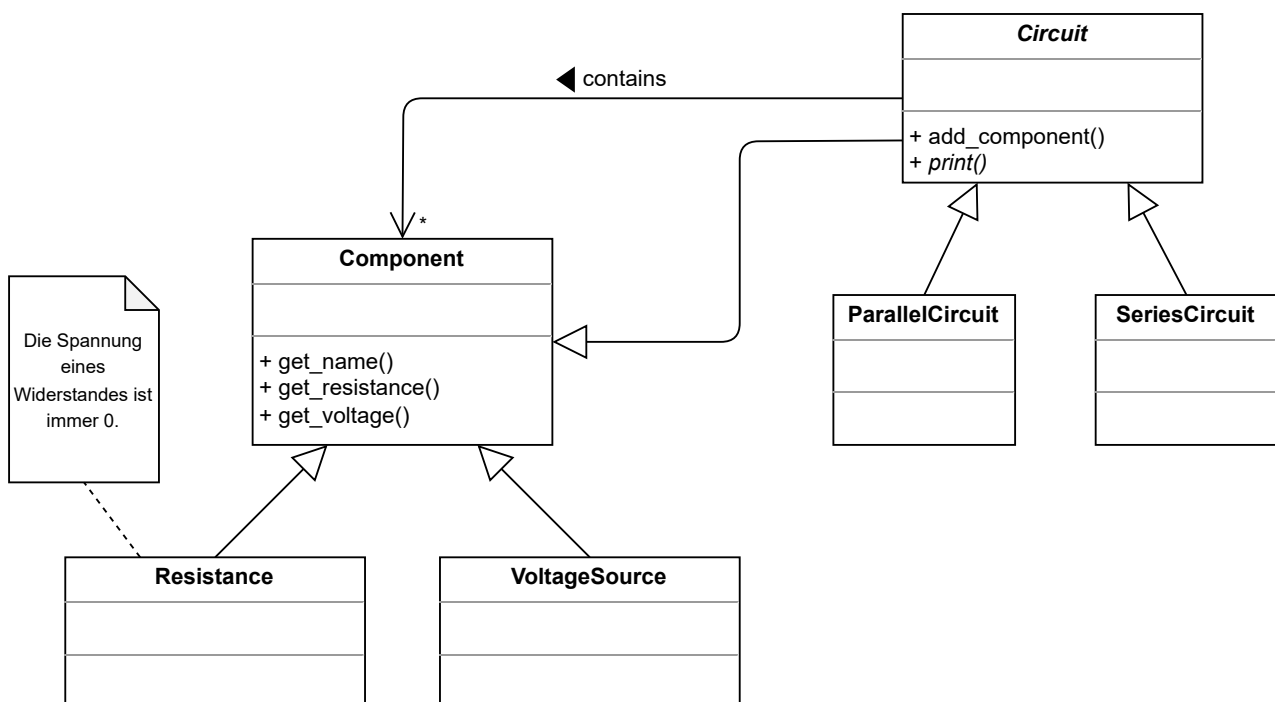 Circuit
contains
+ add_component()
+ print()
*
Component
+ get_name()
+ get_resistance()
+ get_voltage()
Die Spannung
eines
Widerstandes ist
immer 0.
ParallelCircuit
SeriesCircuit
Resistance
VoltageSource